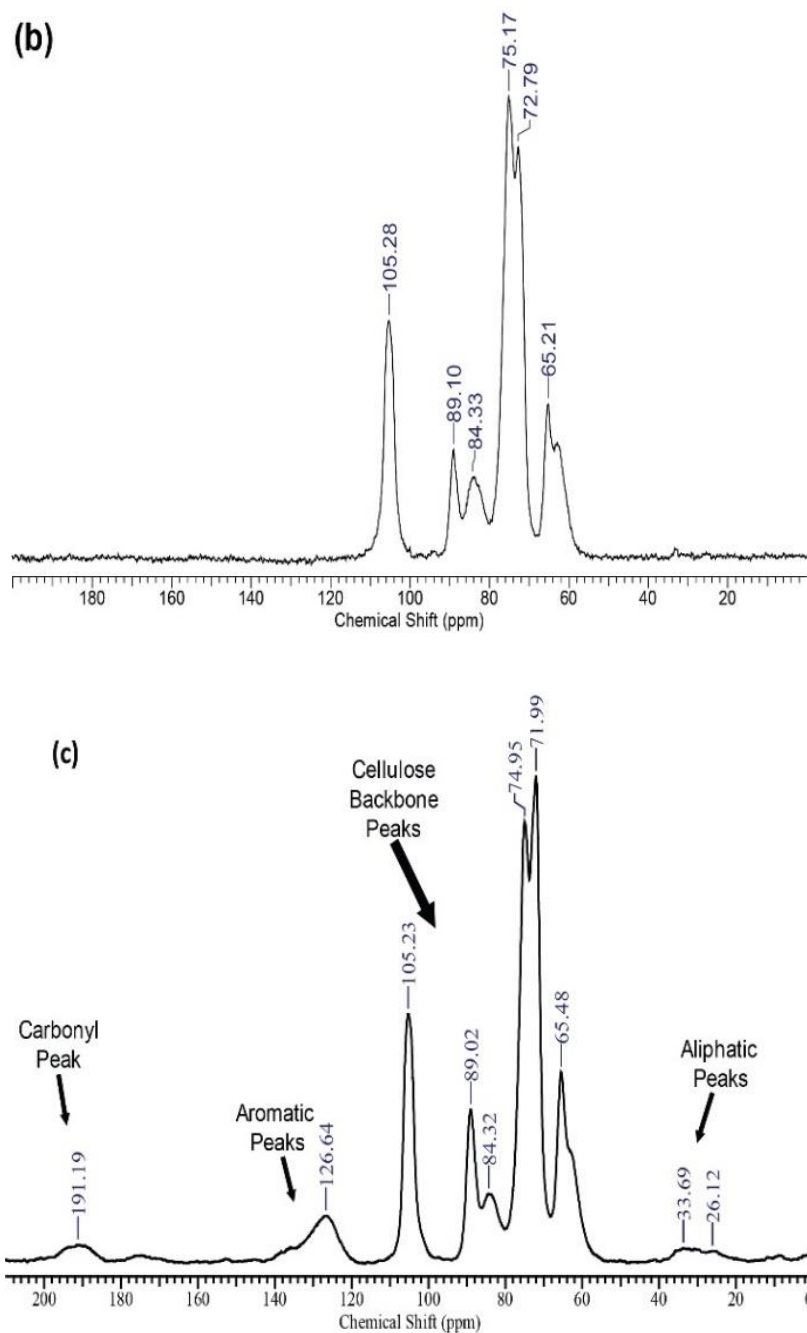 (b)
105.28
89.10
84.33
75.17
72.79
65.21
180 160 140 120 100 80 60 40 20
Chemical Shift (ppm)
(c)
Cellulose
Backbone
Peaks
Carbonyl
Peak
Aromatic
Peaks
Aliphatic
Peaks
191.19
126.64
105.23
89.02
84.32
74.95
71.99
65.48
33.69
26.12
200 180 160 140 120 100 80 60 40 20 0
Chemical Shift (ppm)